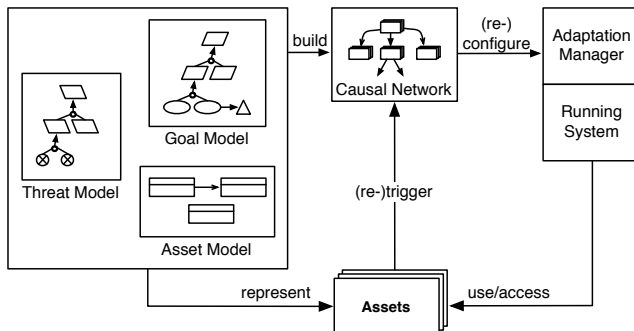 Threat Model
Goal Model
Asset Model
build
Causal Network
(re-)
configure
Adaptation
Manager
Running
System
(re-)trigger
represent
Assets
use/access